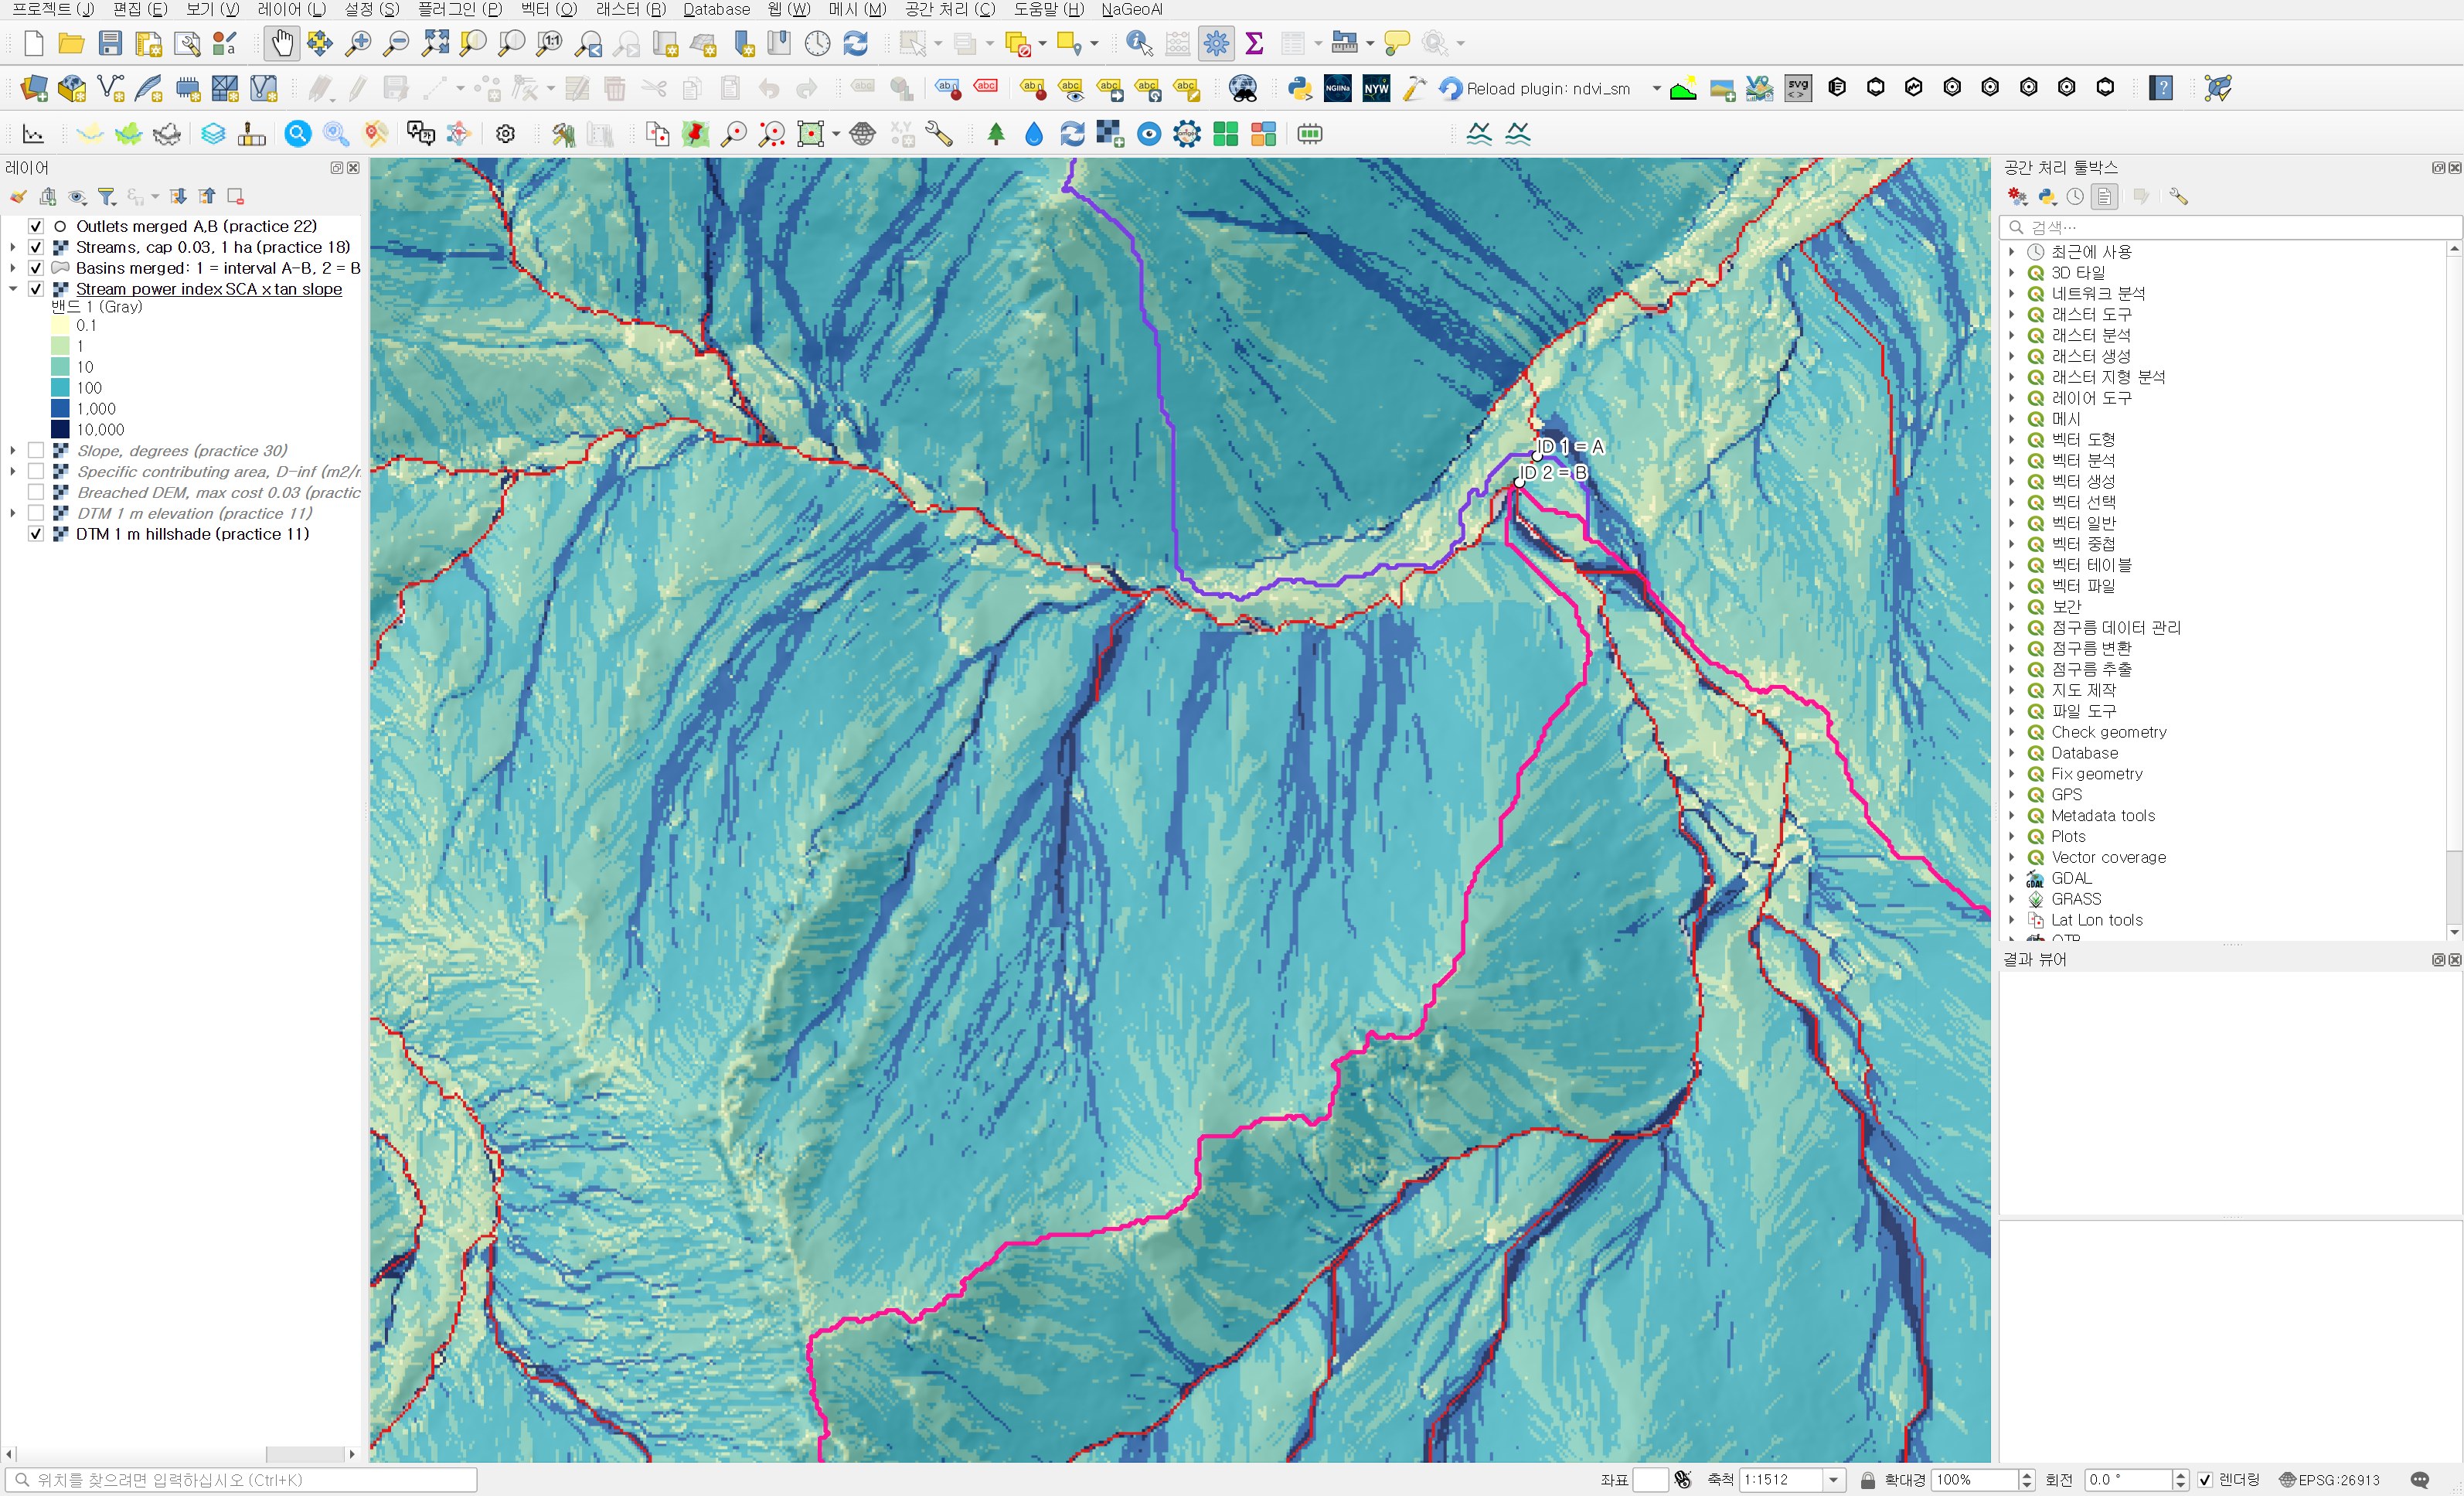 프로젝트 (J) 편집 (E) 보기 (V) 레이어 (L) 설정 (S) 플러그인 (P) 벡터 (O) 래스터 (R) Database 웹 (W) 메시 (M) 공간 처리 (C) 도움말 (H) NaGeoAI
Reload plugin: ndvi_sm
레이어
Outlets merged A,B (practice 22)
Streams, cap 0.03, 1 ha (practice 18)
Basins merged: 1 = interval A-B, 2 = B
Stream power index SCA x tan slope
밴드 1 (Gray)
0.1
1
10
100
1,000
10,000
Slope, degrees (practice 30)
Specific contributing area, D-inf (m2/
Breached DEM, max cost 0.03 (practic
DTM 1 m elevation (practice 11)
DTM 1 m hillshade (practice 11)
ID 1 = A
ID 2 = B
공간 처리 툴박스
검색…
최근에 사용
3D 타일
네트워크 분석
래스터 도구
래스터 분석
래스터 생성
래스터 지형 분석
레이어 도구
메시
벡터 도형
벡터 분석
벡터 생성
벡터 선택
벡터 일반
벡터 중첩
벡터 테이블
벡터 파일
보간
점구름 데이터 관리
점구름 변환
점구름 추출
지도 제작
파일 도구
Check geometry
Database
Fix geometry
GPS
Metadata tools
Plots
Vector coverage
GDAL
GRASS
Lat Lon tools
결과 뷰어
위치를 찾으려면 입력하십시오 (Ctrl+K)
좌표 축척 1:1512 확대경 100% 회전 0.0 ° 렌더링 EPSG:26913